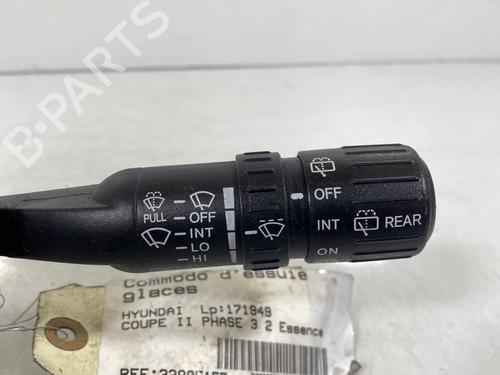 B-PARTS
PULL OFF
INT
LO
HI
OFF
INT REAR
ON
Commodo d'essuie
glaces
HYUNDAI Lp:171949
COUPE II PHASE 3 2 Essence